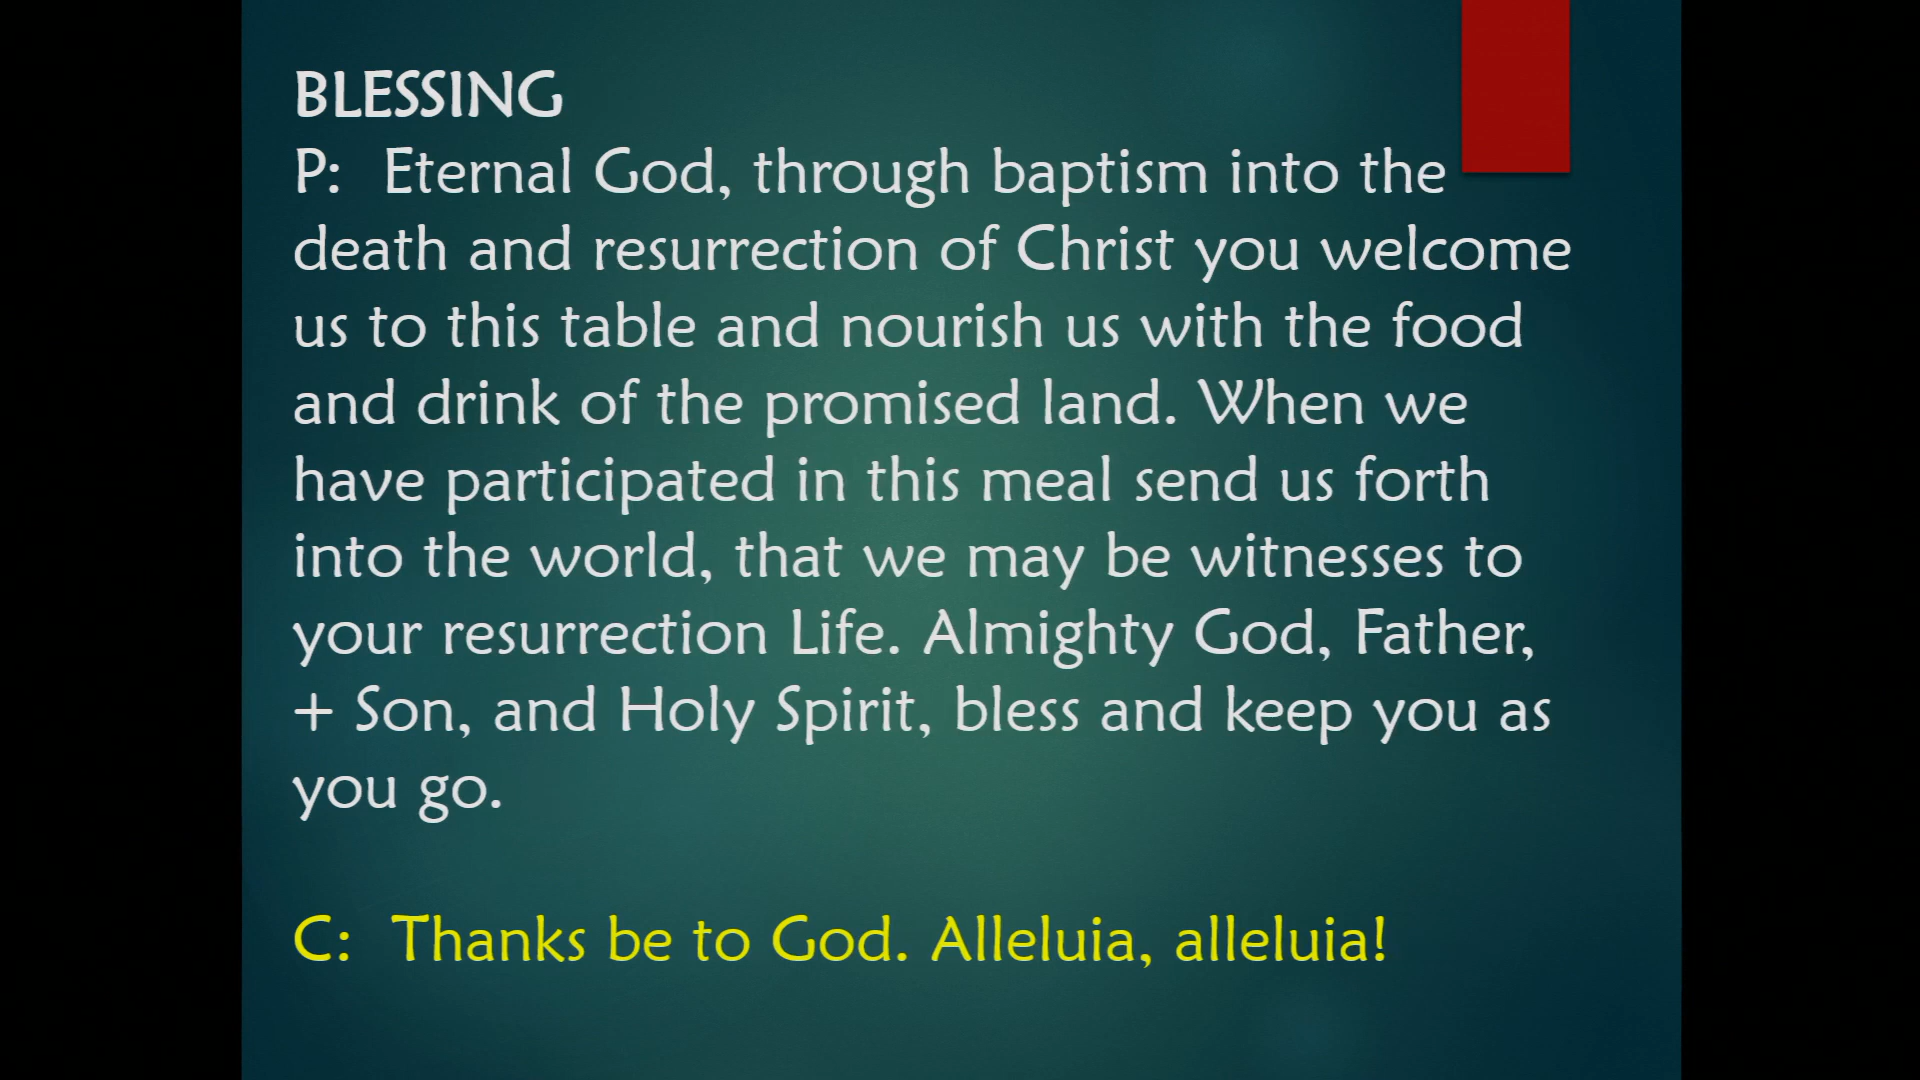 BLESSING
P: Eternal God, through baptism into the
death and resurrection of Christ you welcome
us to this table and nourish us with the food
and drink of the promised land. When we
have participated in this meal send us forth
into the world, that we may be witnesses to
your resurrection Life. Almighty God, Father,
+ Son, and Holy Spirit, bless and keep you as
you go.
C: Thanks be to God. Alleluia, alleluia!